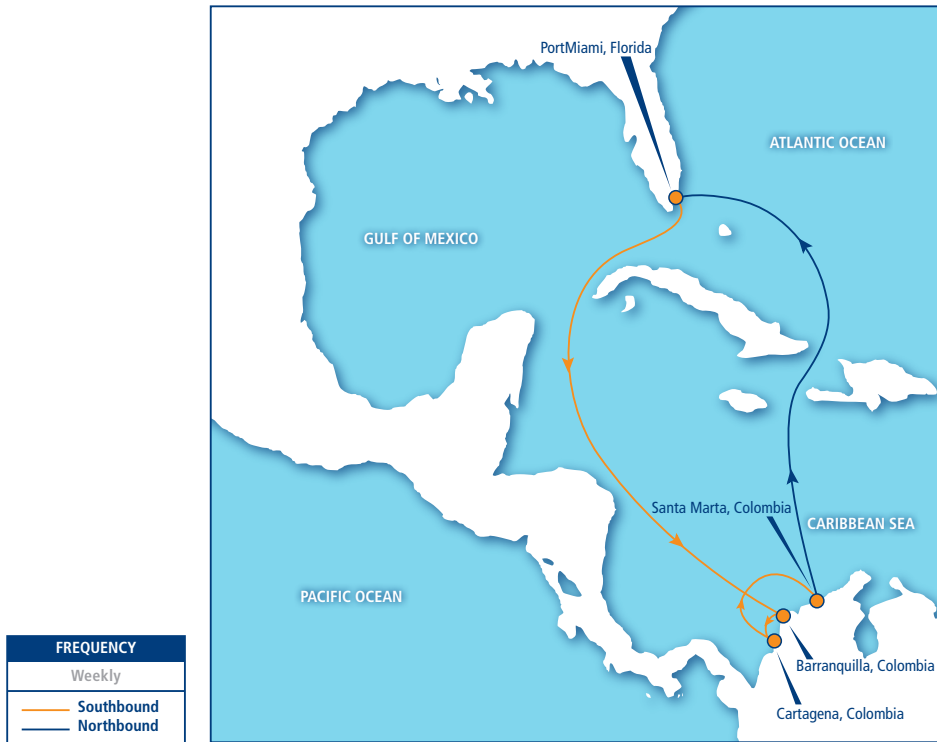 PortMiami, Florida
ATLANTIC OCEAN
GULF OF MEXICO
Santa Marta, Colombia
CARIBBEAN SEA
PACIFIC OCEAN
Barranquilla, Colombia
Cartagena, Colombia
FREQUENCY
Weekly
Southbound
Northbound